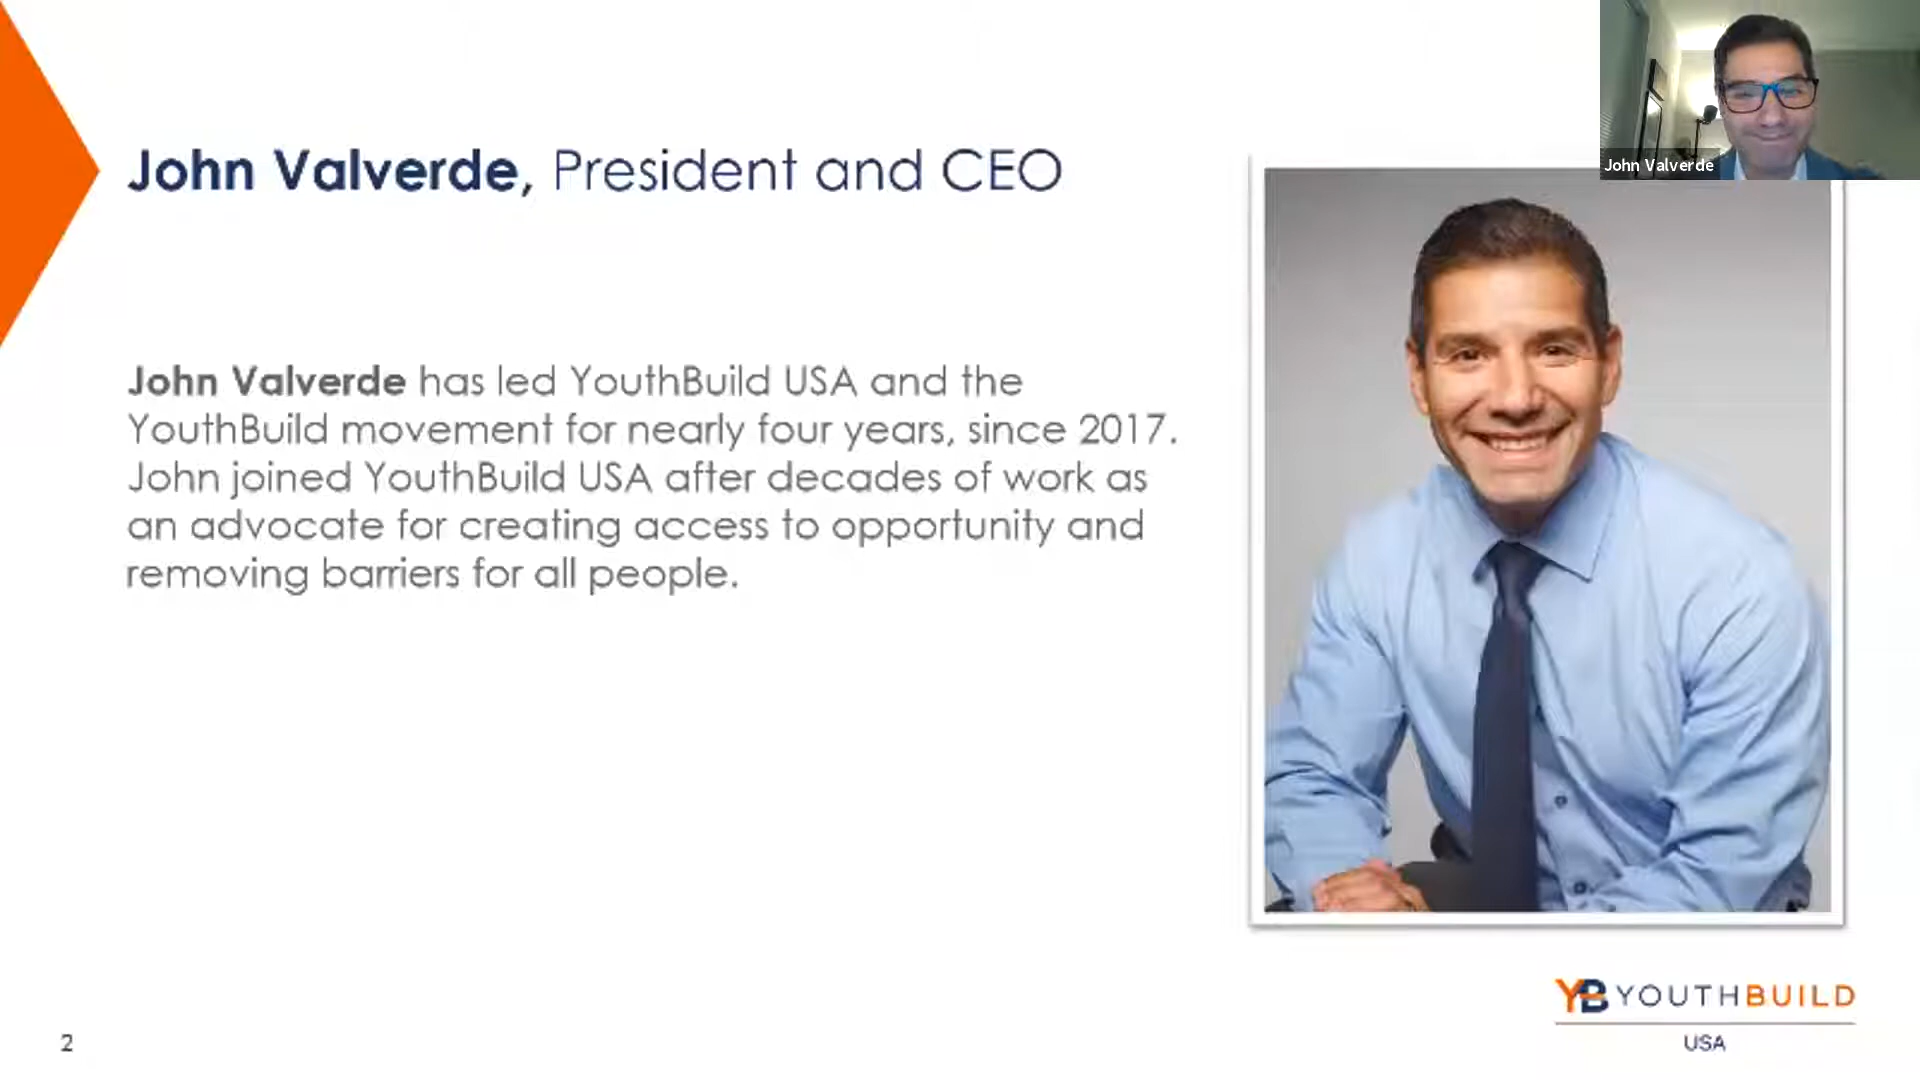 John Valverde
John Valverde, President and CEO
John Valverde has led YouthBuild USA and the
YouthBuild movement for nearly four years, since 2017.
John joined YouthBuild USA after decades of work as
an advocate for creating access to opportunity and
removing barriers for all people.
YB YOUTHBUILD
USA
2